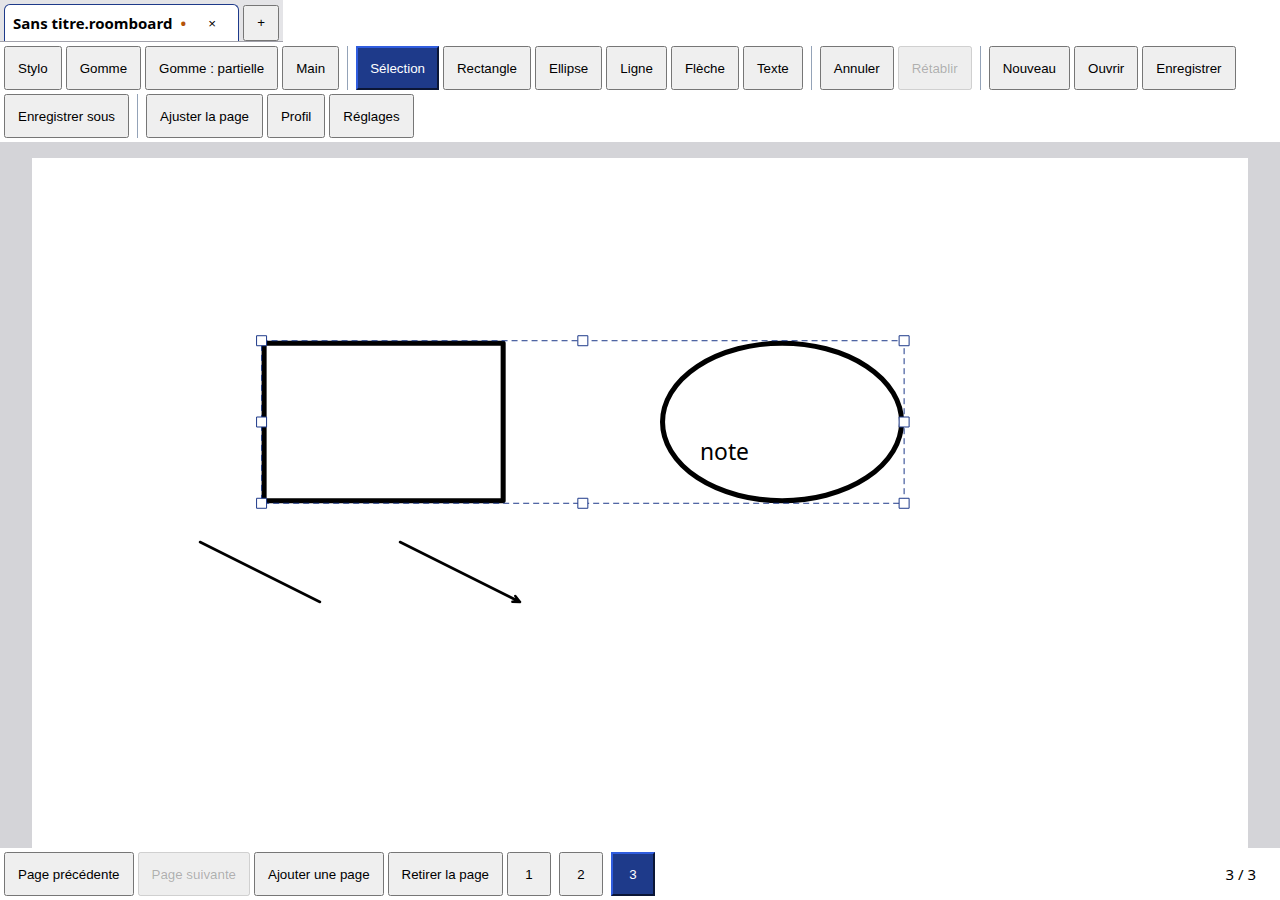 Sans titre.roomboard • × +
Stylo Gomme Gomme : partielle Main Sélection Rectangle Ellipse Ligne Flèche Texte Annuler Rétablir Nouveau Ouvrir Enregistrer
Enregistrer sous Ajuster la page Profil Réglages
note
Page précédente Page suivante Ajouter une page Retirer la page 1 2 3 3 / 3